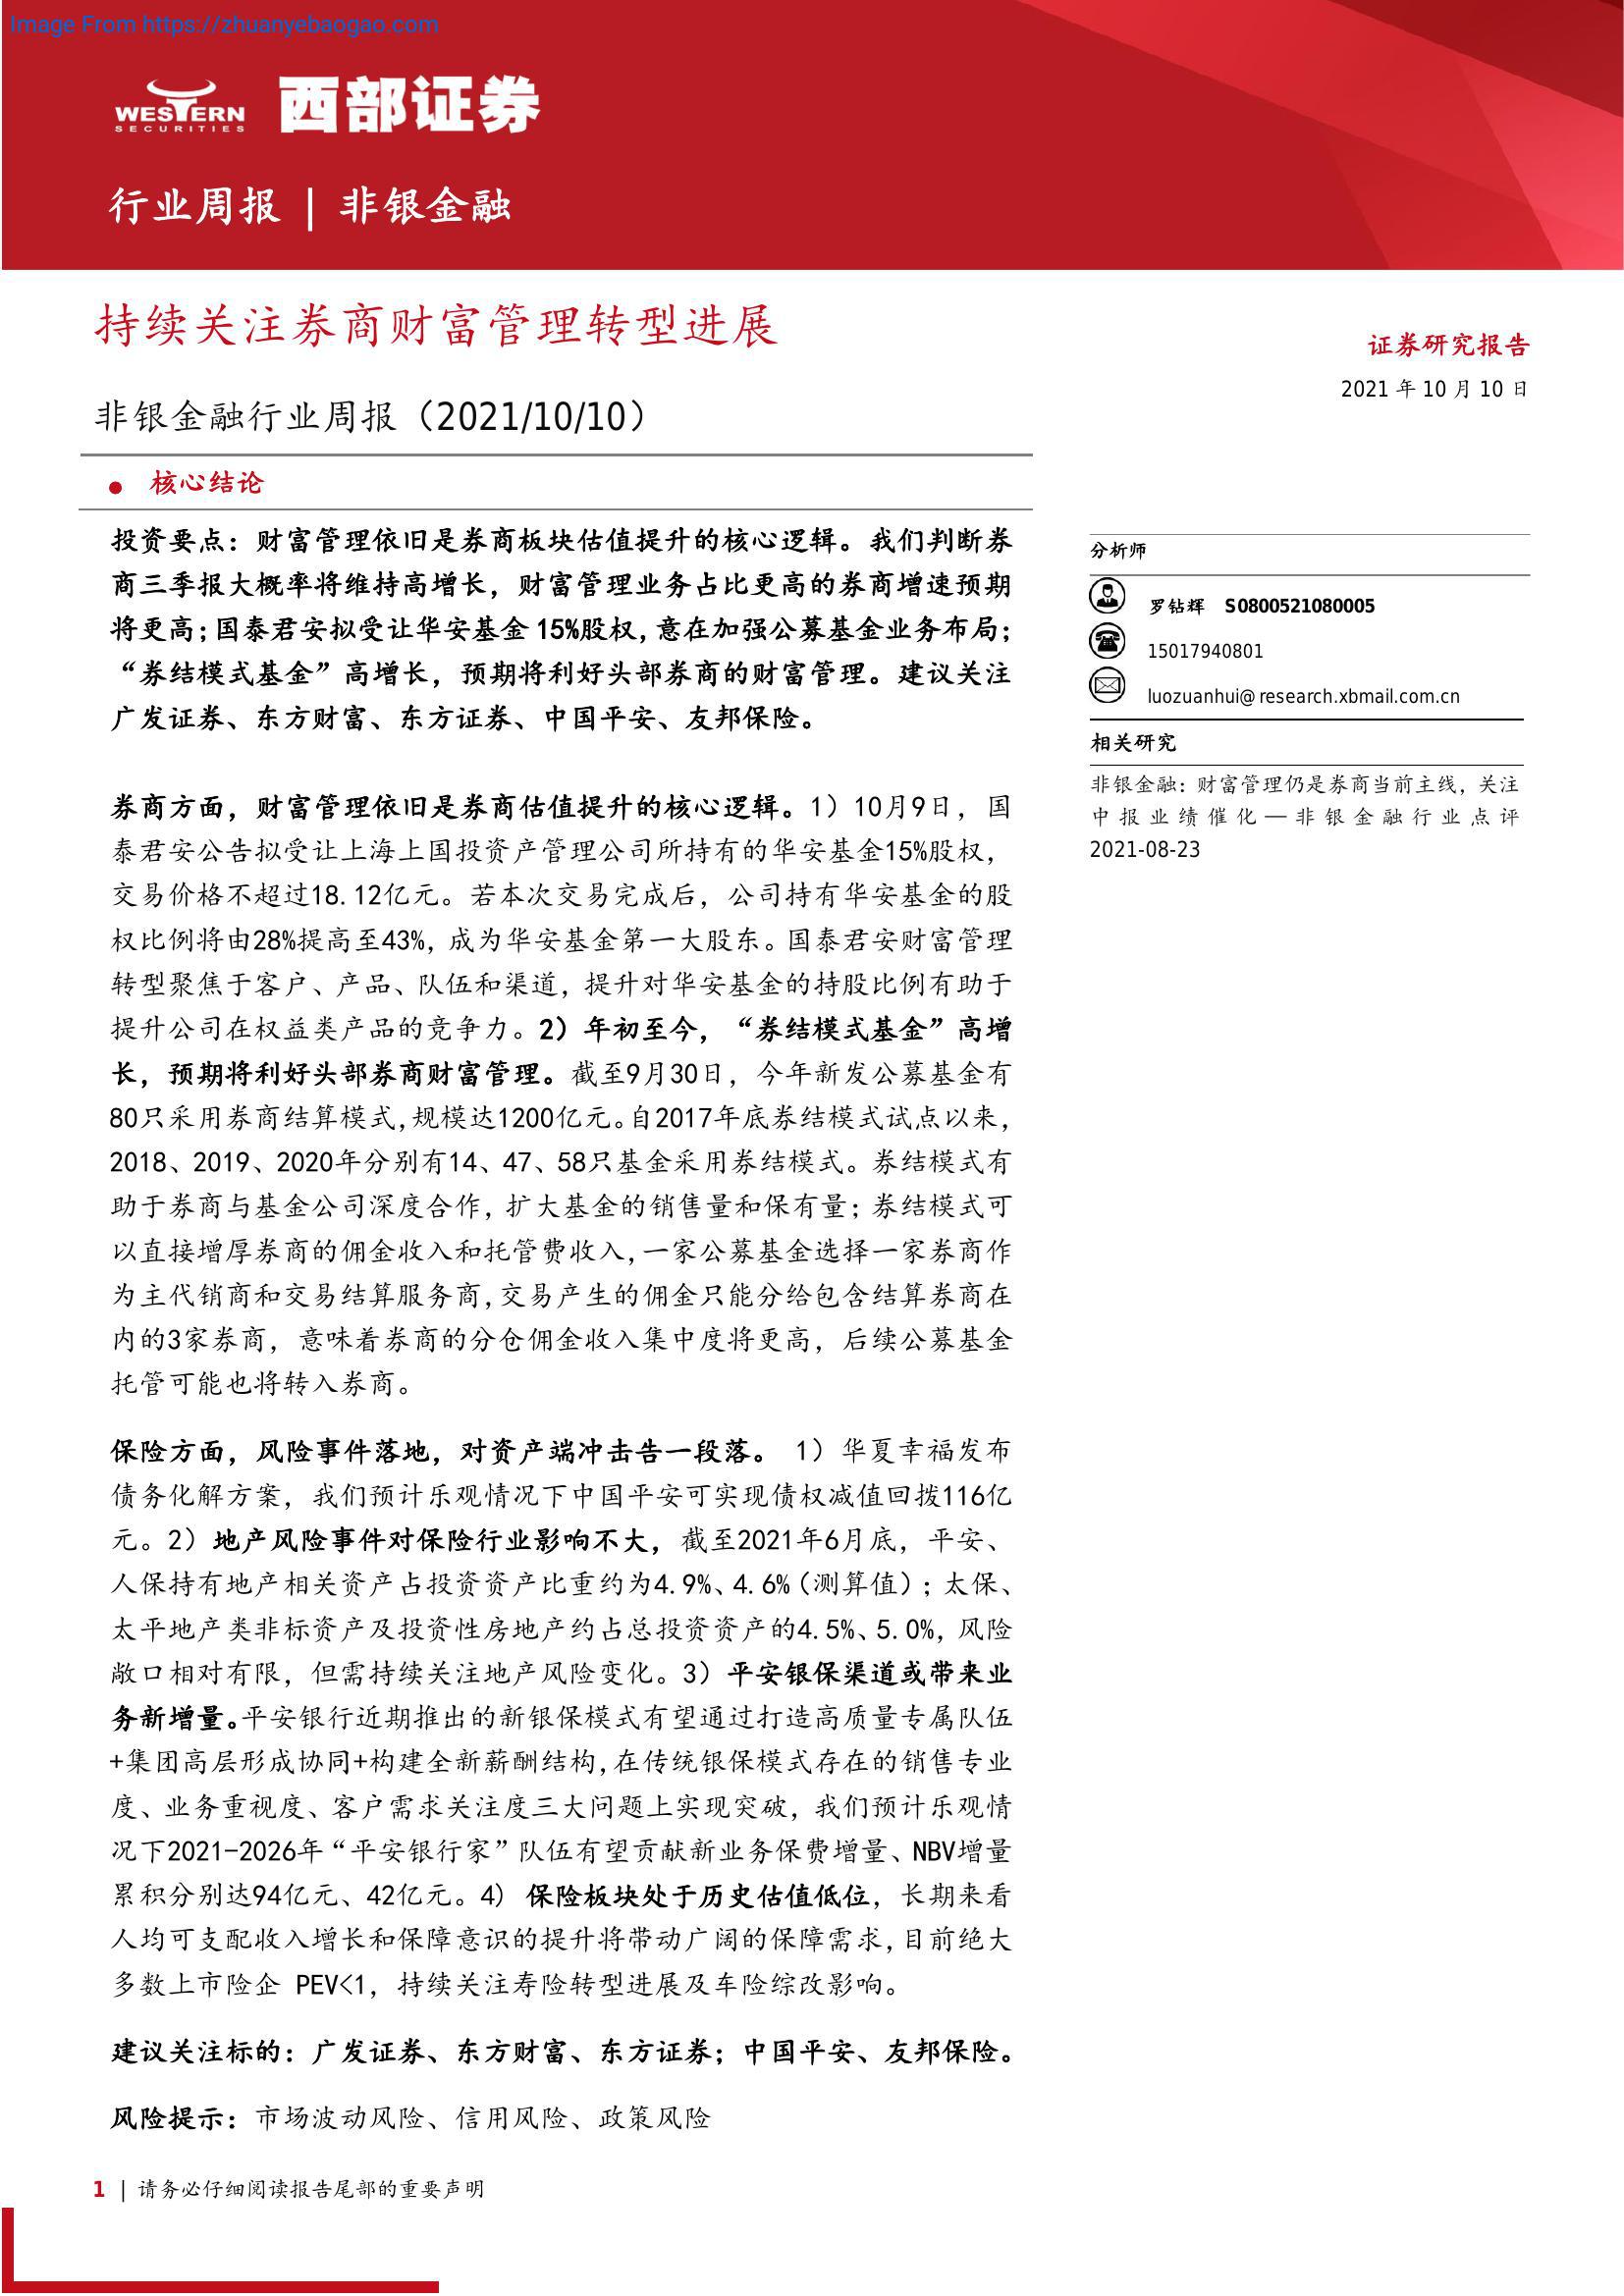 Image From https://zhuanyebaogao.com
WESTERN
SECURITIES
西部证券
行业周报 | 非银金融
持续关注券商财富管理转型进展
证券研究报告
2021 年 10 月 10 日
非银金融行业周报（2021/10/10）
● 核心结论
投资要点：财富管理依旧是券商板块估值提升的核心逻辑。我们判断券
商三季报大概率将维持高增长，财富管理业务占比更高的券商增速预期
将更高；国泰君安拟受让华安基金 15%股权，意在加强公募基金业务布局；
“券结模式基金”高增长，预期将利好头部券商的财富管理。建议关注
广发证券、东方财富、东方证券、中国平安、友邦保险。
券商方面，财富管理依旧是券商估值提升的核心逻辑。1）10月9日，国
泰君安公告拟受让上海上国投资产管理公司所持有的华安基金15%股权，
交易价格不超过18.12亿元。若本次交易完成后，公司持有华安基金的股
权比例将由28%提高至43%，成为华安基金第一大股东。国泰君安财富管理
转型聚焦于客户、产品、队伍和渠道，提升对华安基金的持股比例有助于
提升公司在权益类产品的竞争力。2）年初至今，“券结模式基金”高增
长，预期将利好头部券商财富管理。截至9月30日，今年新发公募基金有
80只采用券商结算模式，规模达1200亿元。自2017年底券结模式试点以来，
2018、2019、2020年分别有14、47、58只基金采用券结模式。券结模式有
助于券商与基金公司深度合作，扩大基金的销售量和保有量；券结模式可
以直接增厚券商的佣金收入和托管费收入，一家公募基金选择一家券商作
为主代销商和交易结算服务商，交易产生的佣金只能分给包含结算券商在
内的3家券商，意味着券商的分仓佣金收入集中度将更高，后续公募基金
托管可能也将转入券商。
保险方面，风险事件落地，对资产端冲击告一段落。 1）华夏幸福发布
债务化解方案，我们预计乐观情况下中国平安可实现债权减值回拨116亿
元。2）地产风险事件对保险行业影响不大，截至2021年6月底，平安、
人保持有地产相关资产占投资资产比重约为4.9%、4.6%（测算值）；太保、
太平地产类非标资产及投资性房地产约占总投资资产的4.5%、5.0%，风险
敞口相对有限，但需持续关注地产风险变化。3）平安银保渠道或带来业
务新增量。平安银行近期推出的新银保模式有望通过打造高质量专属队伍
+集团高层形成协同+构建全新薪酬结构，在传统银保模式存在的销售专业
度、业务重视度、客户需求关注度三大问题上实现突破，我们预计乐观情
况下2021-2026年“平安银行家”队伍有望贡献新业务保费增量、NBV增量
累积分别达94亿元、42亿元。4) 保险板块处于历史估值低位，长期来看
人均可支配收入增长和保障意识的提升将带动广阔的保障需求，目前绝大
多数上市险企 PEV<1，持续关注寿险转型进展及车险综改影响。
建议关注标的：广发证券、东方财富、东方证券；中国平安、友邦保险。
风险提示：市场波动风险、信用风险、政策风险
分析师
罗钻辉 S0800521080005
15017940801
luozuanhui@research.xbmail.com.cn
相关研究
非银金融：财富管理仍是券商当前主线，关注
中报业绩催化—非银金融行业点评
2021-08-23
1 | 请务必仔细阅读报告尾部的重要声明